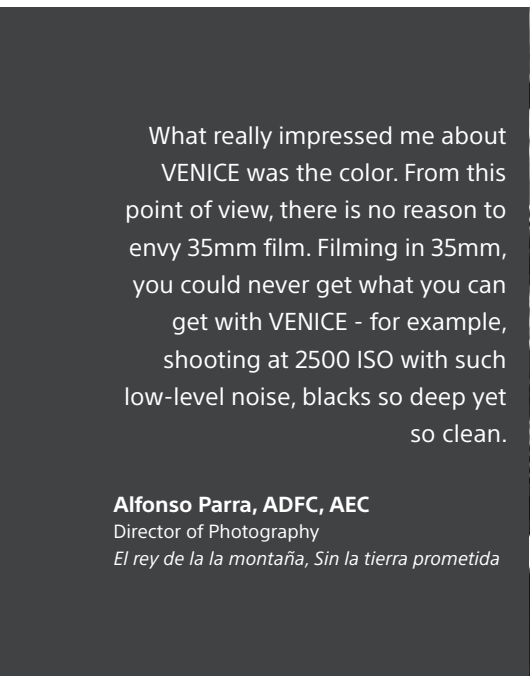 What really impressed me about
VENICE was the color. From this
point of view, there is no reason to
envy 35mm film. Filming in 35mm,
you could never get what you can
get with VENICE - for example,
shooting at 2500 ISO with such
low-level noise, blacks so deep yet
so clean.
Alfonso Parra, ADFC, AEC
Director of Photography
El rey de la la montaña, Sin la tierra prometida